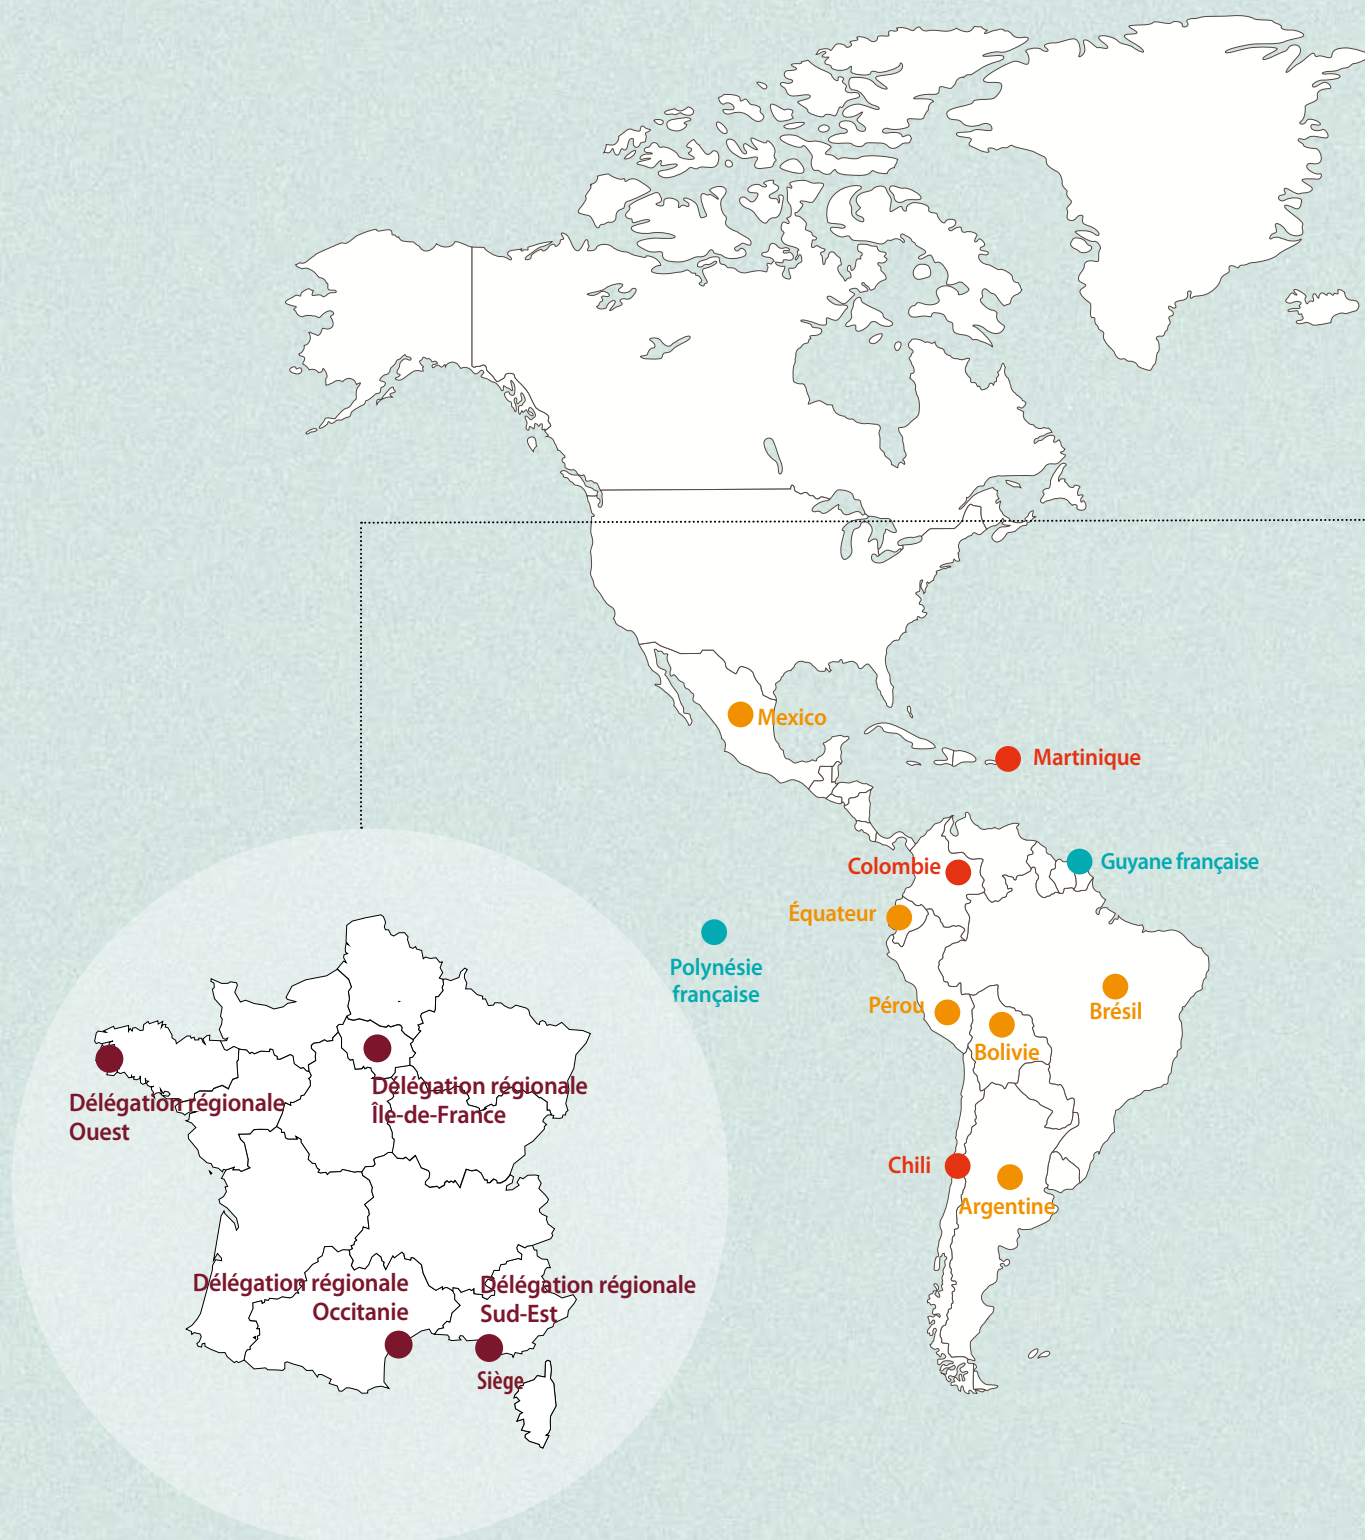 Mexico
Martinique
Colombie
Guyane française
Équateur
Polynésie
française
Pérou
Brésil
Bolivie
Chili
Argentine
Délégation régionale
Île-de-France
Délégation régionale
Ouest
Délégation régionale
Occitanie
Délégation régionale
Sud-Est
Siège